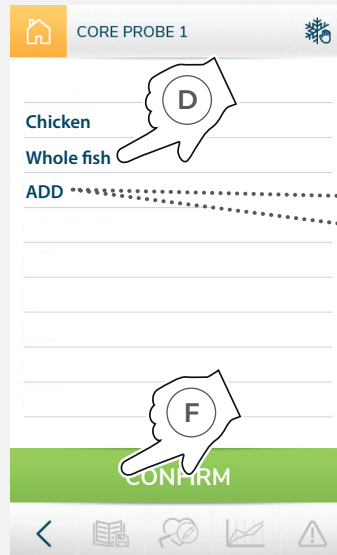 CORE PROBE 1
D
Chicken
Whole fish
ADD
F
CONFIRM